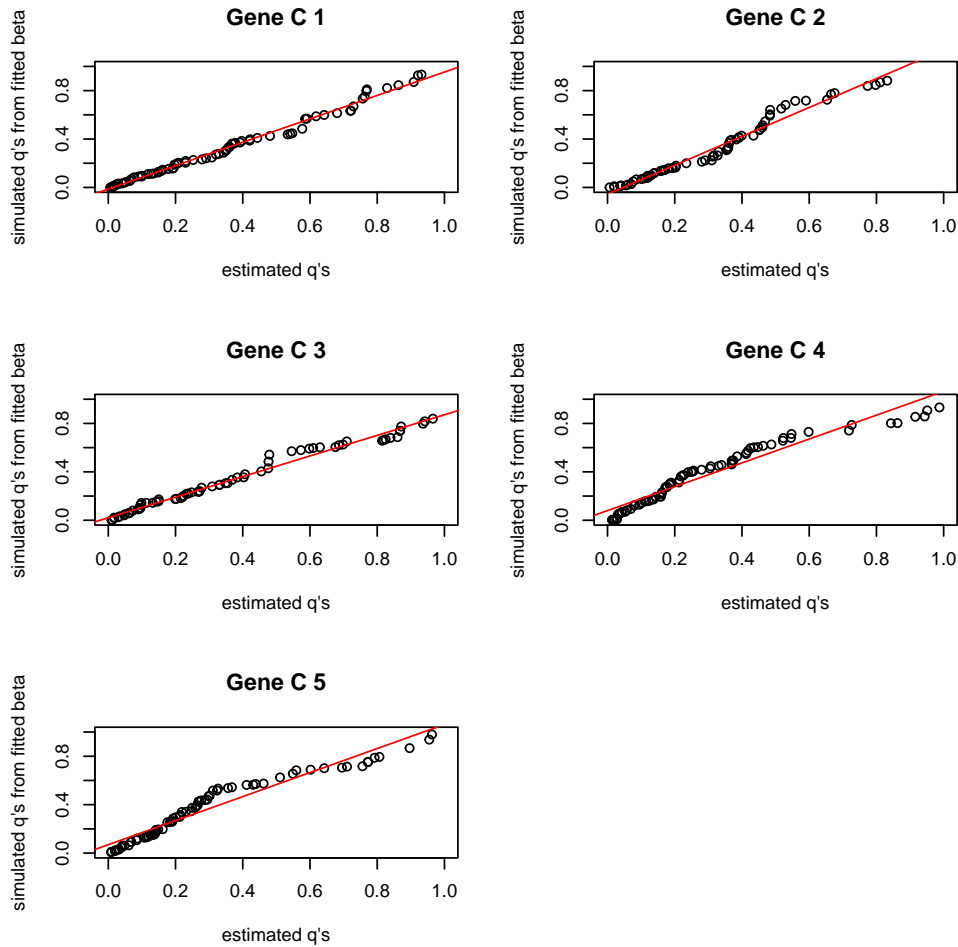 Gene C 1
simulated q's from fitted beta
0.0 0.4 0.8
0.0 0.2 0.4 0.6 0.8 1.0
estimated q's
Gene C 2
simulated q's from fitted beta
0.0 0.4 0.8
0.0 0.2 0.4 0.6 0.8 1.0
estimated q's
Gene C 3
simulated q's from fitted beta
0.0 0.4 0.8
0.0 0.2 0.4 0.6 0.8 1.0
estimated q's
Gene C 4
simulated q's from fitted beta
0.0 0.4 0.8
0.0 0.2 0.4 0.6 0.8 1.0
estimated q's
Gene C 5
simulated q's from fitted beta
0.0 0.4 0.8
0.0 0.2 0.4 0.6 0.8 1.0
estimated q's